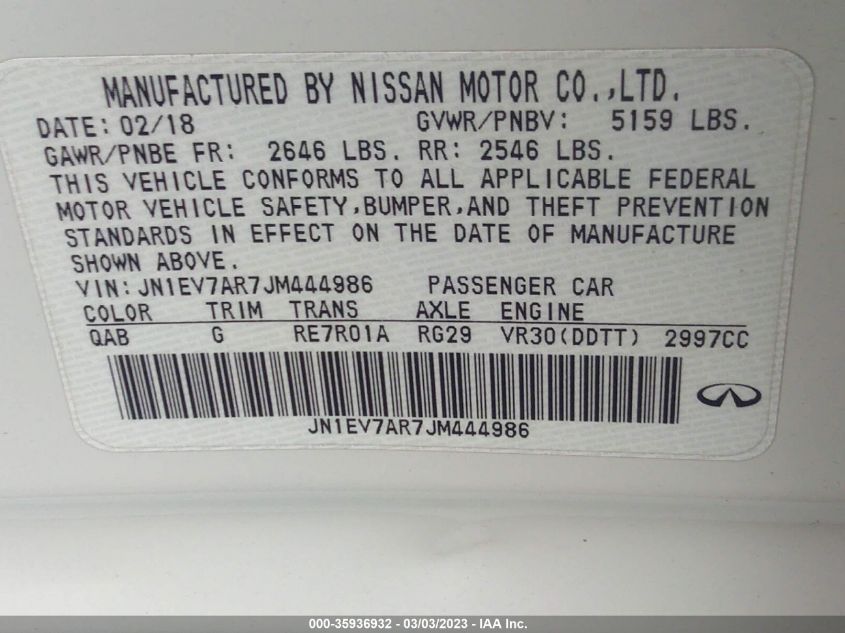 MANUFACTURED BY NISSAN MOTOR CO.,LTD.
DATE: 02/18 GVWR/PNBV: 5159 LBS.
GAWR/PNBE FR: 2646 LBS. RR: 2546 LBS.
THIS VEHICLE CONFORMS TO ALL APPLICABLE FEDERAL
MOTOR VEHICLE SAFETY,BUMPER,AND THEFT PREVENTION
STANDARDS IN EFFECT ON THE DATE OF MANUFACTURE
SHOWN ABOVE.
VIN: JN1EV7AR7JM444986 PASSENGER CAR
COLOR TRIM TRANS AXLE ENGINE
QAB G RE7R01A RG29 VR30(DDTT) 2997CC
JN1EV7AR7JM444986
000-35936932 — 03/03/2023 — IAA Inc.